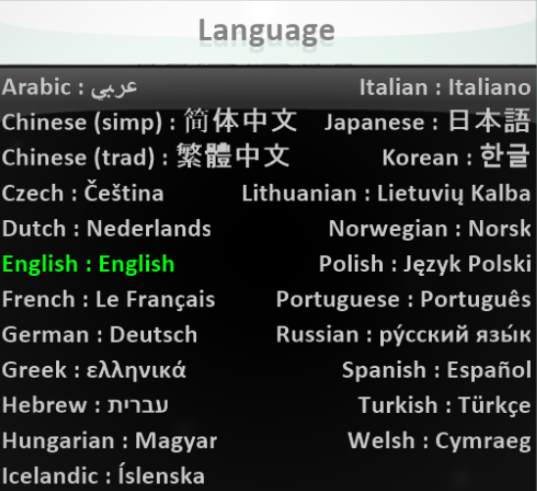 Language
Arabic : عربي
Chinese (simp) : 简体中文
Chinese (trad) : 繁體中文
Czech : Čeština
Dutch : Nederlands
English : English
French : Le Français
German : Deutsch
Greek : ελληνικά
Hebrew : עברית
Hungarian : Magyar
Icelandic : Íslenska
Italian : Italiano
Japanese : 日本語
Korean : 한글
Lithuanian : Lietuvių Kalba
Norwegian : Norsk
Polish : Język Polski
Portuguese : Português
Russian : ру́сский язы́к
Spanish : Español
Turkish : Türkçe
Welsh : Cymraeg